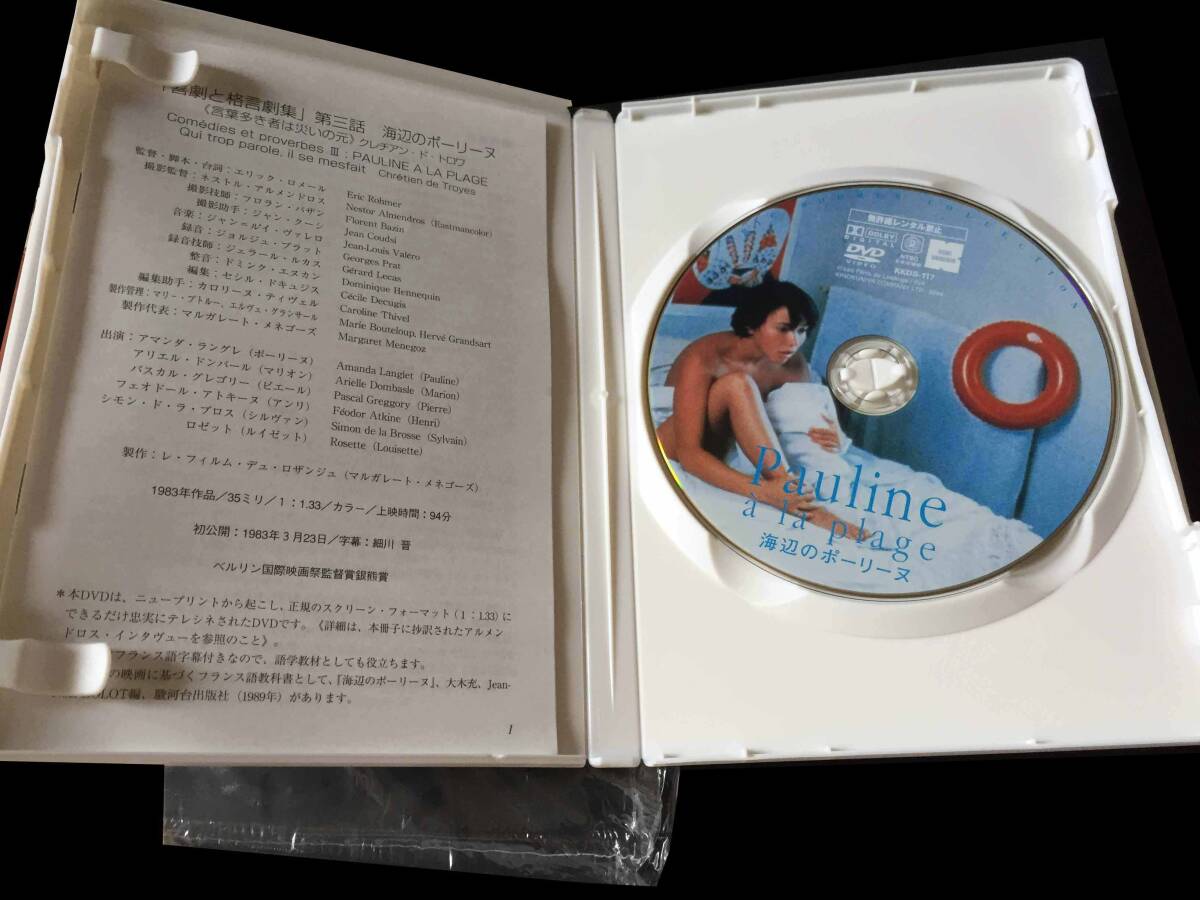 「喜劇と格言劇集」第三話 海辺のポーリーヌ
《言葉多き者は災いの元》クレチアン・ド・トロワ
Comédies et proverbes Ⅲ : PAULINE À LA PLAGE
Qui trop parole, il se mesfait Chrétien de Troyes
監督・脚本・台詞：エリック・ロメール Eric Rohmer
撮影監督：ネストル・アルメンドロス Nestor Almendros (Eastmancolor)
撮影技師：フロラン・バザン Florent Bazin
撮影助手：ジャン・クーシ Jean Coudsi
音楽：ジャン=ルイ・ヴァレロ Jean-Louis Valéro
録音：ジョルジュ・プラット Georges Prat
録音技師：ジェラール・ルカス Gérard Lecas
整音：ドミンク・エヌカン Dominique Hennequin
編集：セシル・ドキュジス Cécile Decugis
編集助手：カロリーヌ・ティヴェル Caroline Thivel
製作管理：マリー・ブトルー、エルヴェ・グランサール Marie Bouteloup, Hervé Grandsart
製作代表：マルガレート・メネゴーズ Margaret Menegoz
出演：アマンダ・ラングレ（ポーリーヌ） Amanda Langlet (Pauline)
アリエル・ドンバール（マリオン） Arielle Dombasle (Marion)
パスカル・グレゴリー（ピエール） Pascal Greggory (Pierre)
フェオドール・アトキーヌ（アンリ） Féodor Atkine (Henri)
シモン・ド・ラ・ブロス（シルヴァン） Simon de la Brosse (Sylvain)
ロゼット（ルイゼット） Rosette (Louisette)
製作：レ・フィルム・デュ・ロザンジュ（マルガレート・メネゴーズ）
1983年作品／35ミリ／1：1.33／カラー／上映時間：94分
初公開：1983年3月23日／字幕：細川 晋
ベルリン国際映画祭監督賞銀熊賞
＊本DVDは、ニュープリントから起こし、正規のスクリーン・フォーマット（1：1.33）に
できるだけ忠実にテレシネされたDVDです。《詳細は、本冊子に抄訳されたアルメン
ドロス・インタヴューを参照のこと》。
フランス語字幕付きなので、語学教材としても役立ちます。
の映画に基づくフランス語教科書として、『海辺のポーリーヌ』、大木充、Jean-
OLOT編、駿河台出版社（1989年）があります。
1
COLLECTION
無許諾レンタル禁止
DOLBY
DIGITAL
DVD
VIDEO
2
NTSC
KKDS-117
KINOKUNIYA COMPANY LTD.
Pauline
à la plage
海辺のポーリーヌ